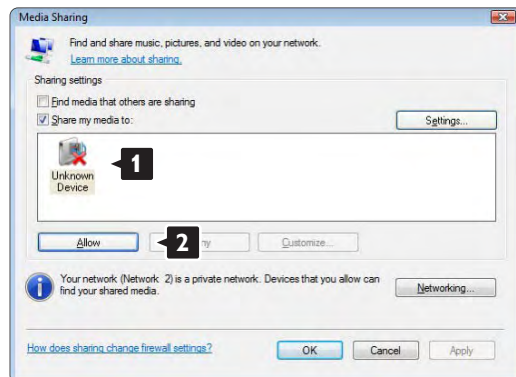 Media Sharing
Find and share music, pictures, and video on your network.
Learn more about sharing.
Sharing settings
Find media that others are sharing
Share my media to:
Settings...
Unknown
Device
1
Allow
2
ny
Customize...
Your network (Network 2) is a private network. Devices that you allow can
find your shared media.
Networking...
How does sharing change firewall settings?
OK
Cancel
Apply